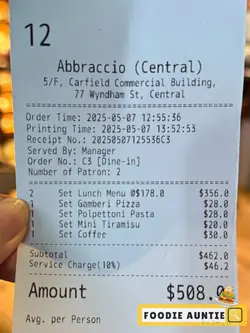 12
Abbraccio (Central)
5/F, Carfield Commercial Building,
77 Wyndham St, Central
Order Time: 2025-05-07 12:55:36
Printing Time: 2025-05-07 13:52:53
Receipt No.: 20250507125536C3
Served By: Manager
Order No.: C3 [Dine-in]
Number of Patron: 2
2 Set Lunch Menu @$178.0 $356.0
1 Set Gamberi Pizza $28.0
1 Set Polpettoni Pasta $28.0
1 Set Mini Tiramisu $20.0
1 Set Coffee $30.0
Subtotal $462.0
Service Charge(10%) $46.2
Amount $508.
Avg. per Person
FOODIE AUNTIE